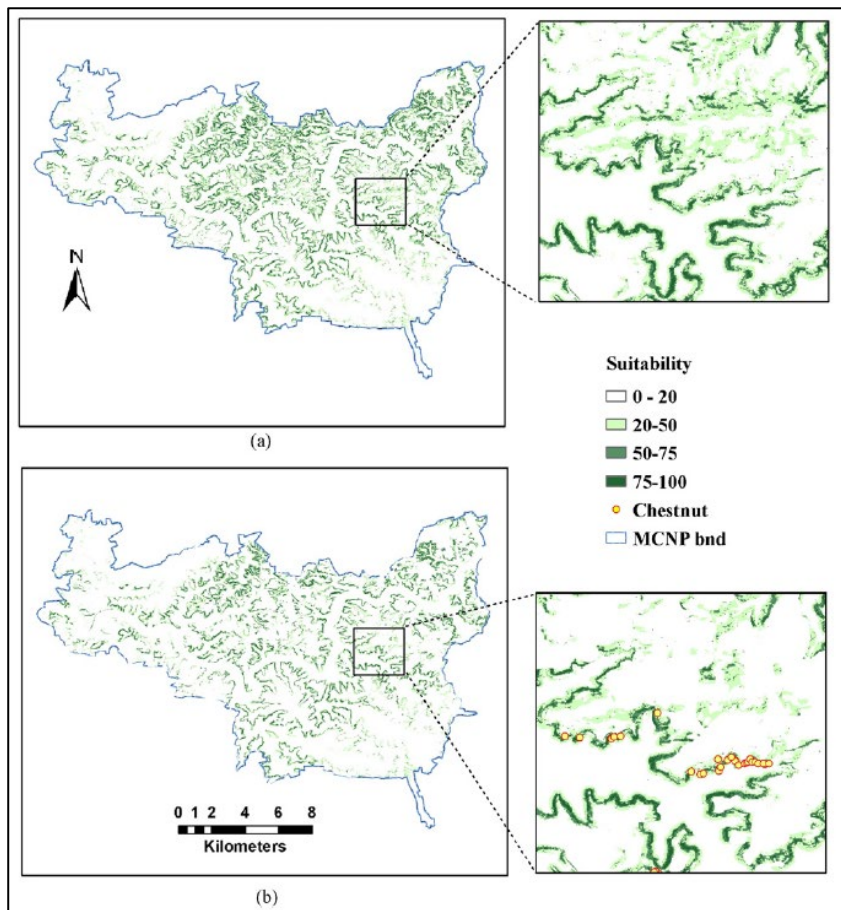 N
(a)
Suitability
0 - 20
20-50
50-75
75-100
Chestnut
MCNP bnd
0 1 2 4 6 8
Kilometers
(b)